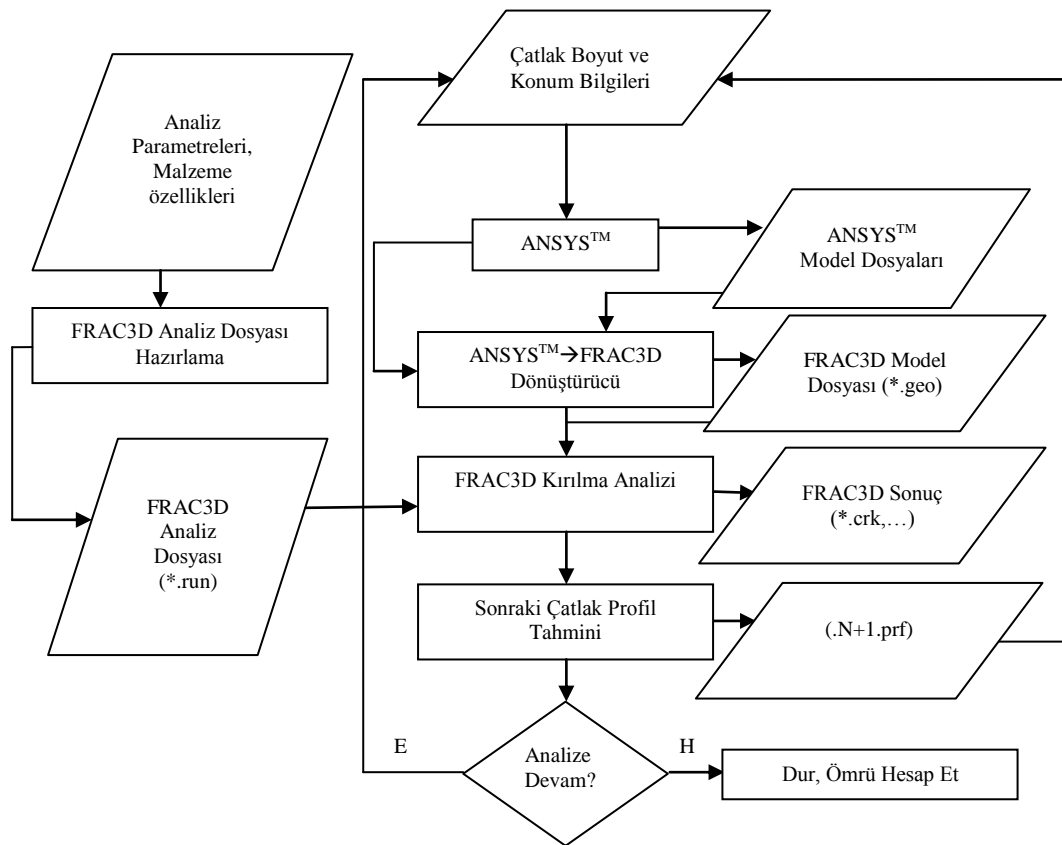 Çatlak Boyut ve
Konum Bilgileri
Analiz
Parametreleri,
Malzeme
özellikleri
ANSYS™
ANSYS™
Model Dosyaları
FRAC3D Analiz Dosyası
Hazırlama
ANSYS™→FRAC3D
Dönüştürücü
FRAC3D Model
Dosyası (*.geo)
FRAC3D Kırılma Analizi
FRAC3D Sonuç
(*.crk,…)
FRAC3D
Analiz
Dosyası
(*.run)
Sonraki Çatlak Profil
Tahmini
(.N+1.prf)
E
Analize
Devam?
H
Dur, Ömrü Hesap Et